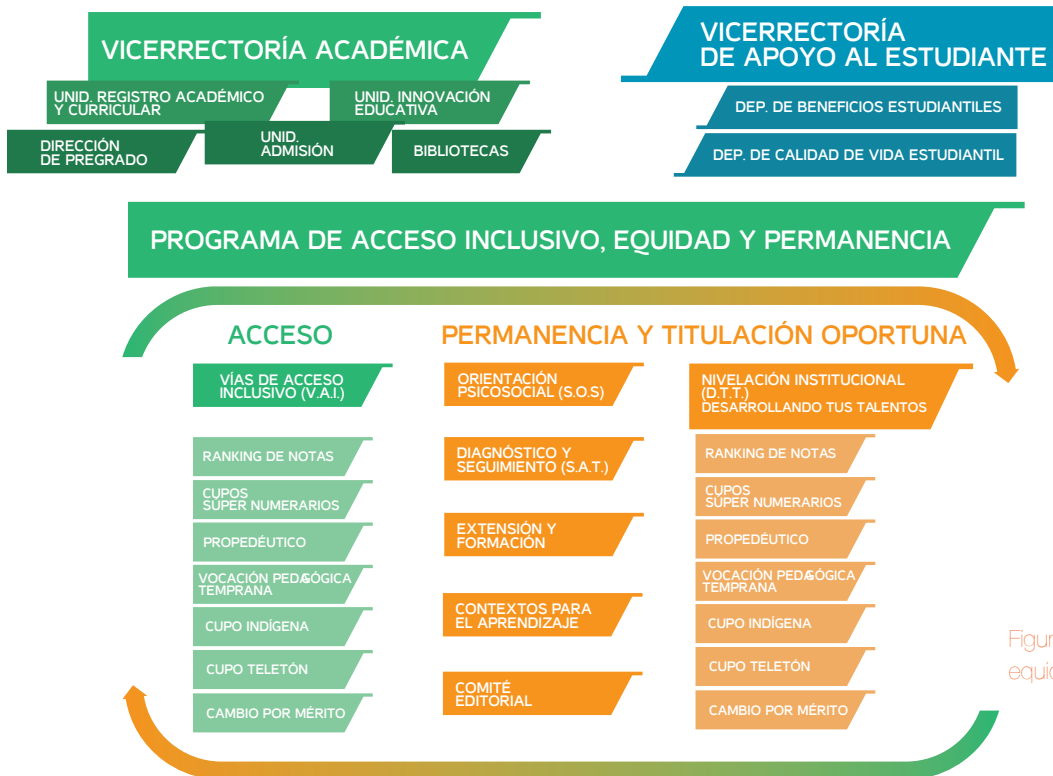 VICERRECTORÍA ACADÉMICA
UNID. REGISTRO ACADÉMICO
Y CURRICULAR
UNID. INNOVACIÓN
EDUCATIVA
DIRECCIÓN
DE PREGRADO
UNID.
ADMISIÓN
BIBLIOTECAS
VICERRECTORÍA
DE APOYO AL ESTUDIANTE
DEP. DE BENEFICIOS ESTUDIANTILES
DEP. DE CALIDAD DE VIDA ESTUDIANTIL
PROGRAMA DE ACCESO INCLUSIVO, EQUIDAD Y PERMANENCIA
ACCESO
VÍAS DE ACCESO
INCLUSIVO (V.A.I.)
RANKING DE NOTAS
CUPOS
SÚPER NUMERARIOS
PROPEDÉUTICO
VOCACIÓN PEDAGÓGICA
TEMPRANA
CUPO INDÍGENA
CUPO TELETÓN
CAMBIO POR MÉRITO
PERMANENCIA Y TITULACIÓN OPORTUNA
ORIENTACIÓN
PSICOSOCIAL (S.O.S)
DIAGNÓSTICO Y
SEGUIMIENTO (S.A.T.)
EXTENSIÓN Y
FORMACIÓN
CONTEXTOS PARA
EL APRENDIZAJE
COMITÉ
EDITORIAL
NIVELACIÓN INSTITUCIONAL
(D.T.T.)
DESARROLLANDO TUS TALENTOS
RANKING DE NOTAS
CUPOS
SÚPER NUMERARIOS
PROPEDÉUTICO
VOCACIÓN PEDAGÓGICA
TEMPRANA
CUPO INDÍGENA
CUPO TELETÓN
CAMBIO POR MÉRITO